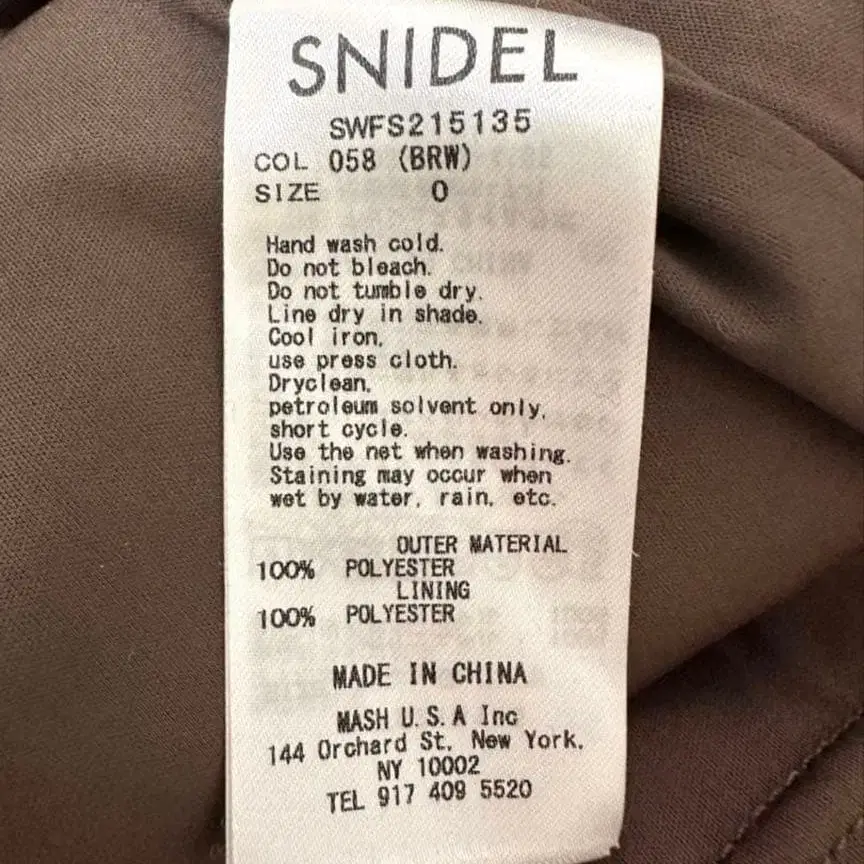 SNIDEL
SWFS215135
COL 058 (BRW)
SIZE 0
Hand wash cold.
Do not bleach.
Do not tumble dry.
Line dry in shade.
Cool iron,
use press cloth.
Dryclean,
petroleum solvent only,
short cycle.
Use the net when washing.
Staining may occur when
wet by water, rain, etc.
OUTER MATERIAL
100% POLYESTER
LINING
100% POLYESTER
MADE IN CHINA
MASH U.S.A Inc
144 Orchard St, New York,
NY 10002
TEL 917 409 5520